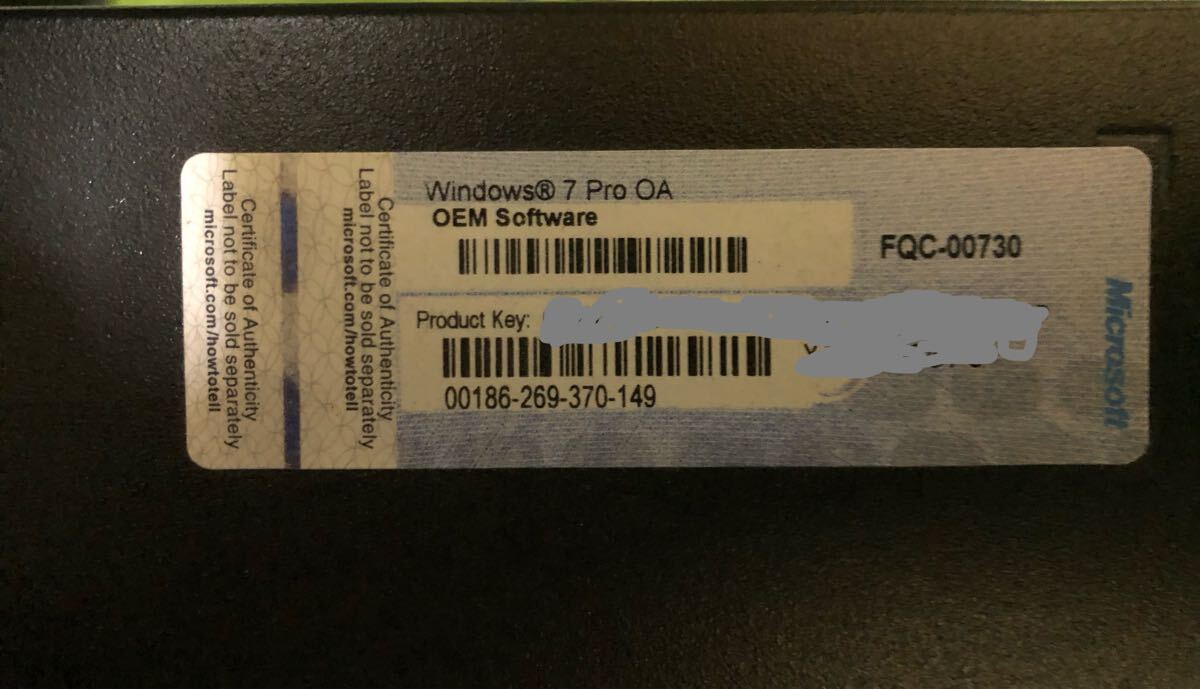 Certificate of Authenticity
Label not to be sold separately
microsoft.com/howtotell
Certificate of Authenticity
Label not to be sold separately
microsoft.com/howtotell
Windows® 7 Pro OA
OEM Software
FQC-00730
Product Key:
00186-269-370-149
Microsoft